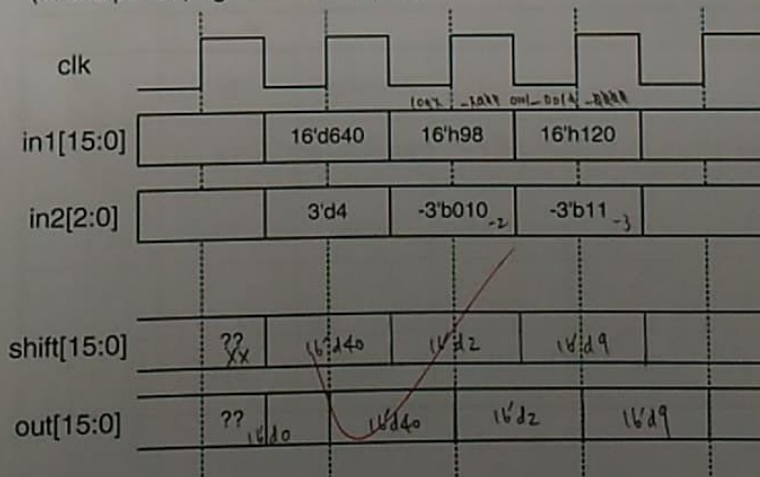 clk
in1[15:0] 16'd640 16'h98 16'h120
in2[2:0] 3'd4 -3'b010 -2 -3'b11 -3
shift[15:0] ?? xx 16'd40 16'd2 16'd9
out[15:0] ?? 16'd0 16'd40 16'd2 16'd9